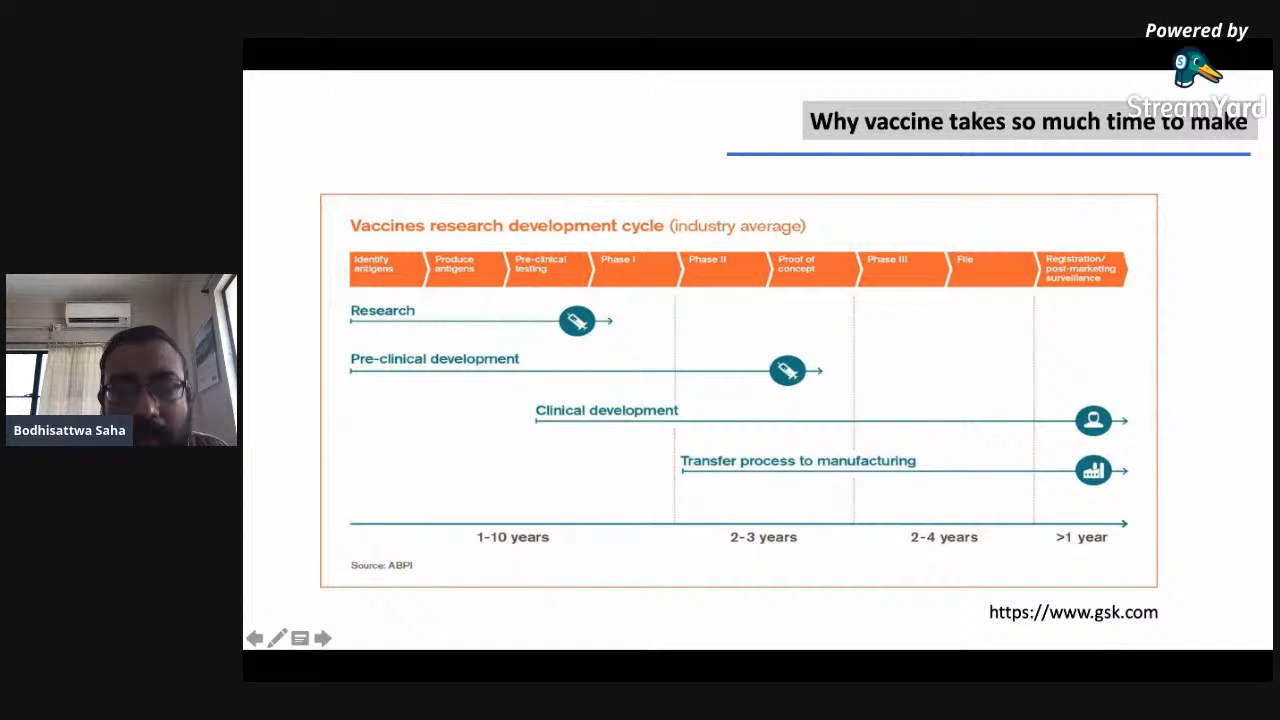 Powered by
StreamYard
Why vaccine takes so much time to make
Vaccines research development cycle (industry average)
Identify
antigens
Produce
antigens
Pre-clinical
testing
Phase I
Phase II
Proof of
concept
Phase III
File
Registration/
post-marketing
surveillance
Research
Pre-clinical development
Clinical development
Transfer process to manufacturing
1-10 years
2-3 years
2-4 years
>1 year
Source: ABPI
https://www.gsk.com
Bodhisattwa Saha